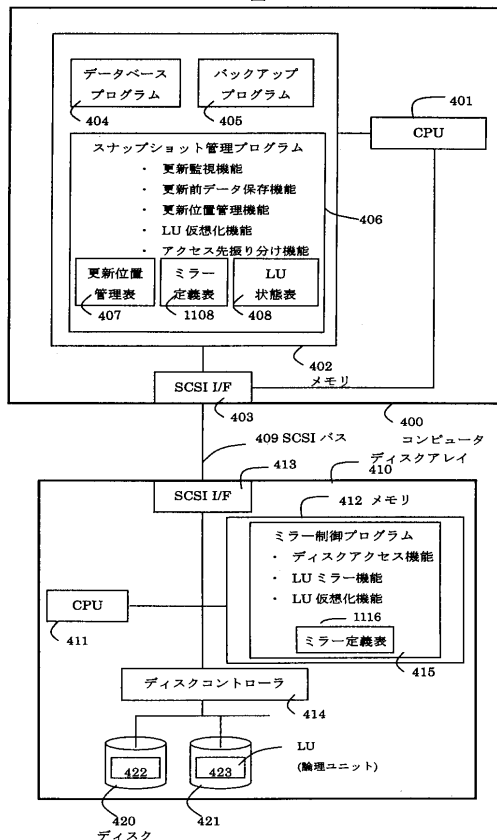 データベース
プログラム
404
バックアップ
プログラム
405
401
CPU
スナップショット管理プログラム
・ 更新監視機能
・ 更新前データ保存機能
・ 更新位置管理機能
・ LU 仮想化機能
・ アクセス先振り分け機能
406
更新位置
管理表
407
ミラー
定義表
1108
LU
状態表
408
402
メモリ
SCSI I/F
403
400
コンピュータ
409 SCSI バス
413
410
ディスクアレイ
SCSI I/F
412 メモリ
ミラー制御プログラム
・ ディスクアクセス機能
・ LU ミラー機能
・ LU 仮想化機能
1116
ミラー定義表
415
CPU
411
ディスクコントローラ
414
422
423
LU
(論理ユニット)
420
ディスク
421